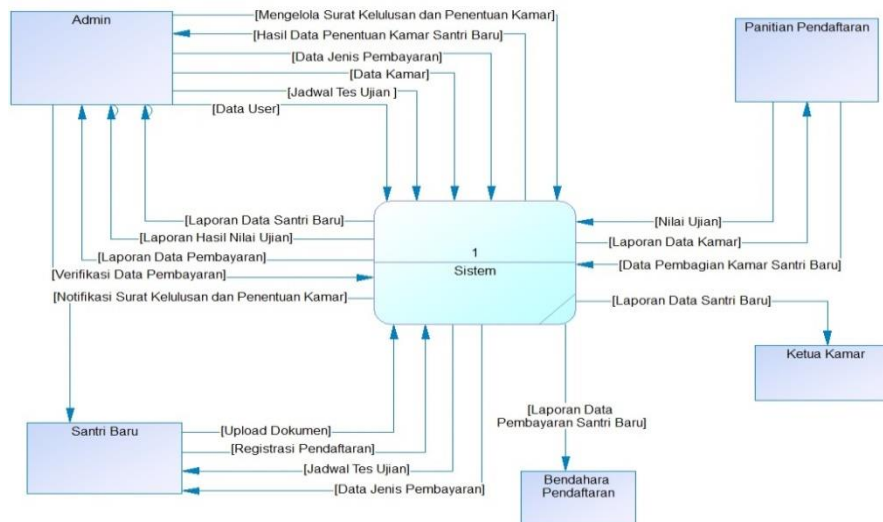 Admin
[Mengelola Surat Kelulusan dan Penentuan Kamar]
[Hasil Data Penentuan Kamar Santri Baru]
[Data Jenis Pembayaran]
[Data Kamar]
[Jadwal Tes Ujian ]
[Data User]
Panitian Pendaftaran
[Laporan Data Santri Baru]
[Laporan Hasil Nilai Ujian]
[Laporan Data Pembayaran]
[Verifikasi Data Pembayaran]
[Notifikasi Surat Kelulusan dan Penentuan Kamar]
1
Sistem
[Nilai Ujian]
[Laporan Data Kamar]
[Data Pembagian Kamar Santri Baru]
[Laporan Data Santri Baru]
Ketua Kamar
Santri Baru
[Upload Dokumen]
[Registrasi Pendaftaran]
[Jadwal Tes Ujian]
[Data Jenis Pembayaran]
[Laporan Data
Pembayaran Santri Baru]
Bendahara
Pendaftaran